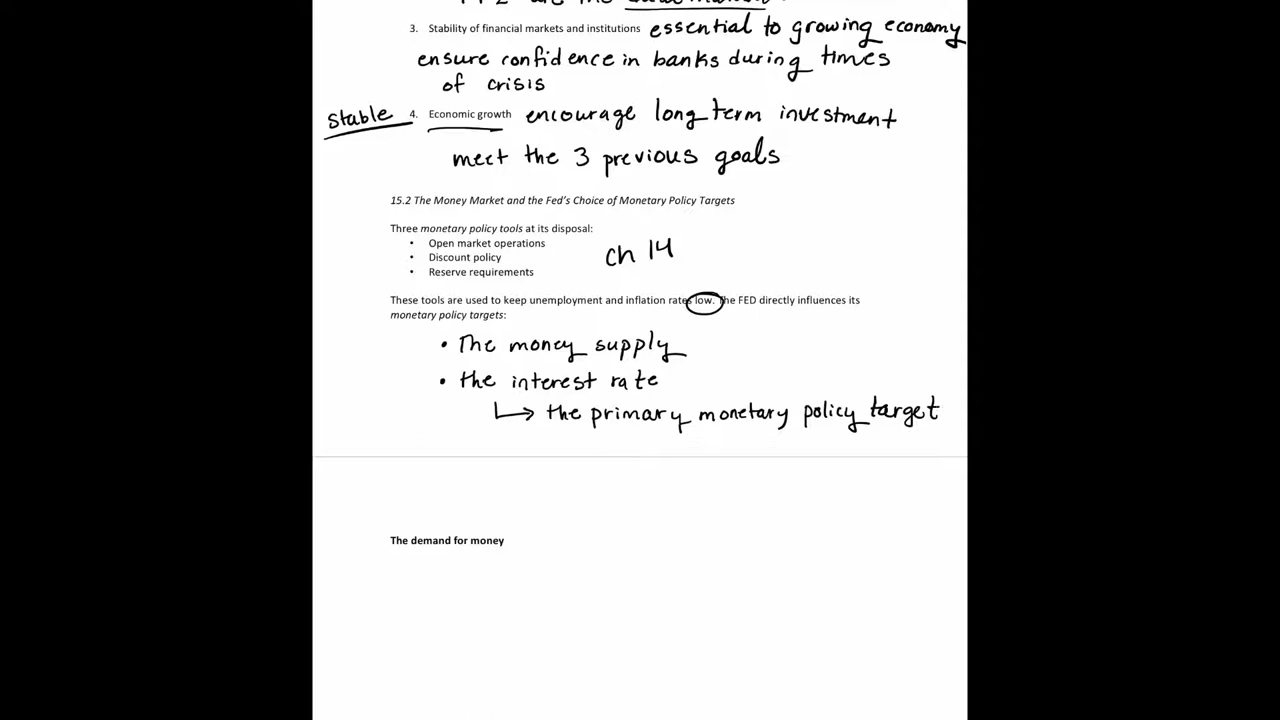 are the
3. Stability of financial markets and institutions essential to growing economy
ensure confidence in banks during times
of crisis
stable 4. Economic growth encourage long term investment
meet the 3 previous goals
15.2 The Money Market and the Fed's Choice of Monetary Policy Targets
Three monetary policy tools at its disposal:
• Open market operations
• Discount policy ch 14
• Reserve requirements
These tools are used to keep unemployment and inflation rates low. The FED directly influences its
monetary policy targets:
• The money supply
• the interest rate
↳ the primary monetary policy target
The demand for money